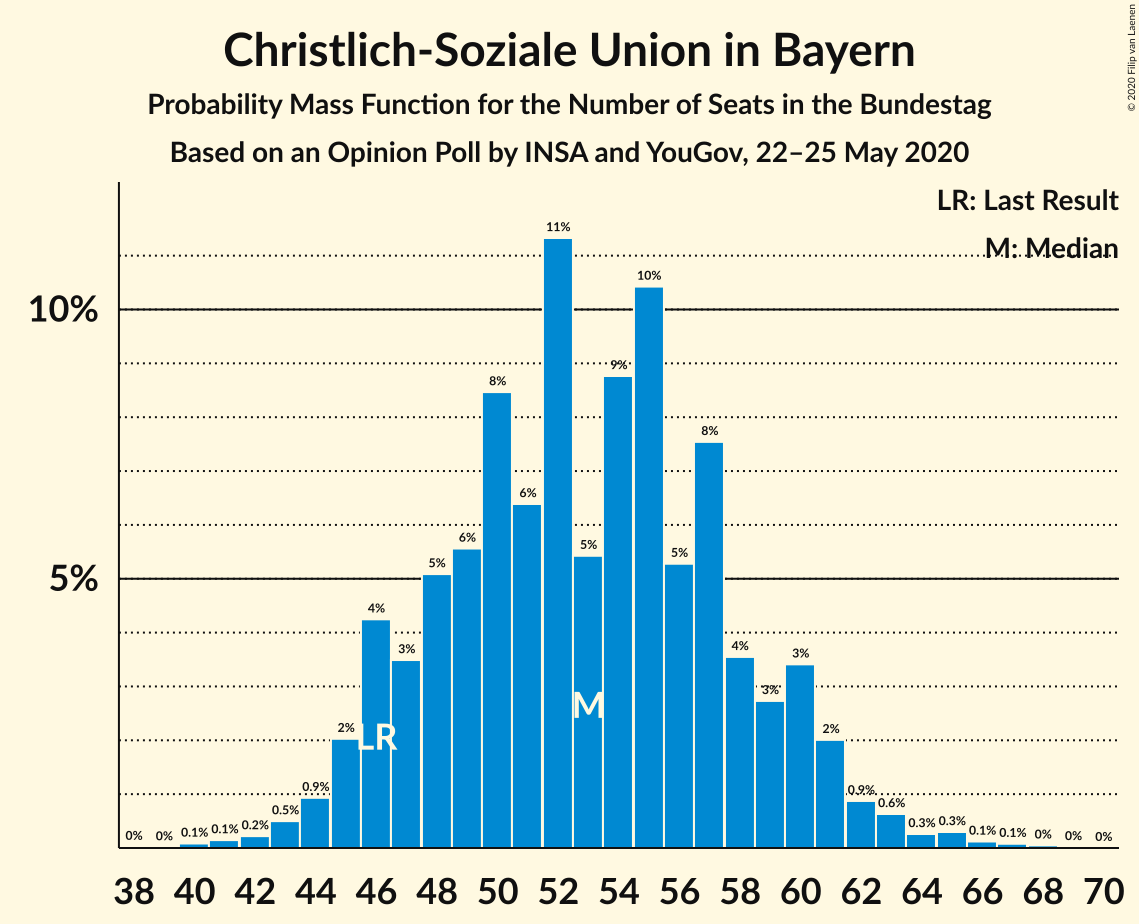 Christlich-Soziale Union in Bayern
Probability Mass Function for the Number of Seats in the Bundestag
Based on an Opinion Poll by INSA and YouGov, 22–25 May 2020
© 2020 Filip van Laenen
LR: Last Result
M: Median
10%
5%
0% 0% 0.1% 0.1% 0.2% 0.5% 0.9% 2% 4% 3% 5% 6% 8% 6% 11% 5% 9% 10% 5% 8% 4% 3% 3% 2% 0.9% 0.6% 0.3% 0.3% 0.1% 0.1% 0% 0% 0%
LR
M
38 40 42 44 46 48 50 52 54 56 58 60 62 64 66 68 70